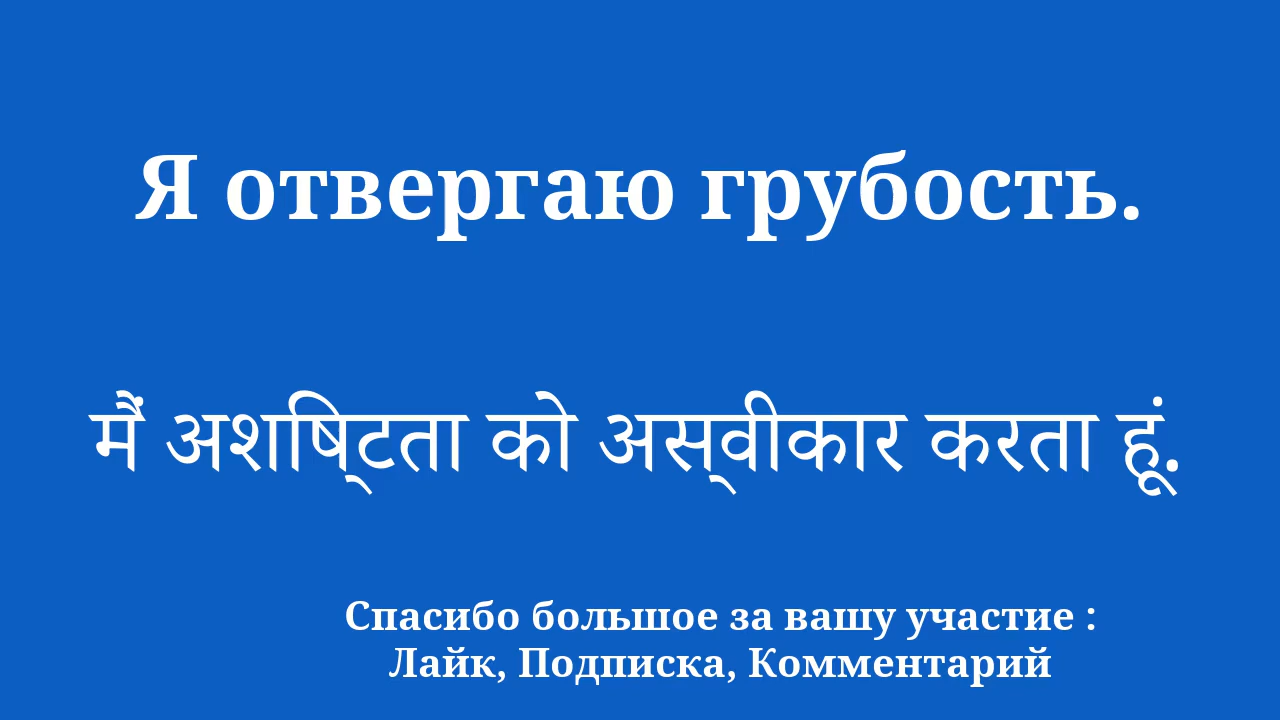 Я отвергаю грубость.
मैं अशिष्टता को अस्वीकार करता हूं.
Спасибо большое за вашу участие :
Лайк, Подписка, Комментарий